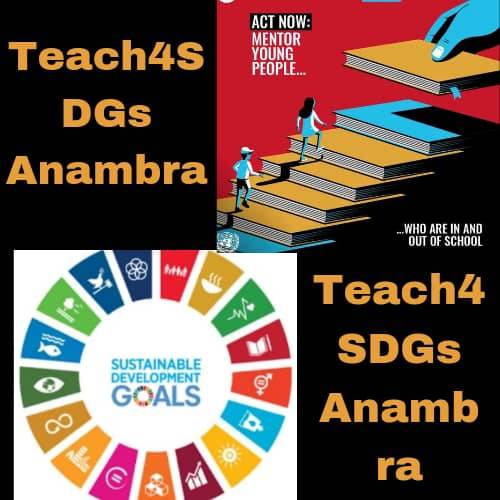 Teach4S
DGs
Anambra
ACT NOW:
MENTOR
YOUNG
PEOPLE...
...WHO ARE IN AND
OUT OF SCHOOL
SUSTAINABLE
DEVELOPMENT
GOALS
Teach4
SDGs
Anamb
ra